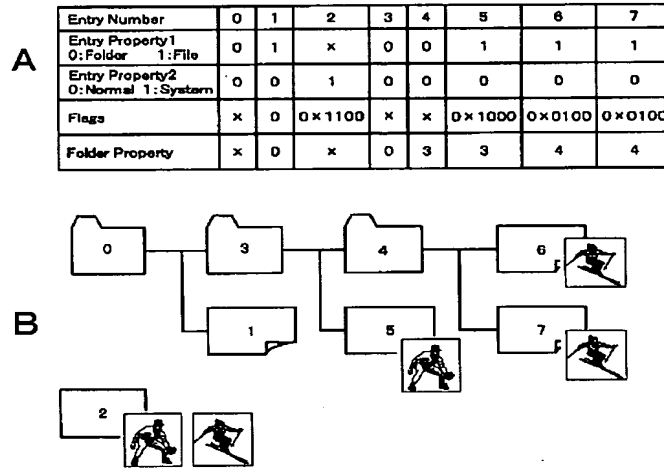 A
Entry Number 0 1 2 3 4 5 6 7
Entry Property1
0:Folder 1:File 0 1 × 0 0 1 1 1
Entry Property2
0:Normal 1:System 0 0 1 0 0 0 0 0
Flags × 0 0×1100 × × 0×1000 0×0100 0×0100
Folder Property × 0 × 0 3 3 4 4
B
0 3 4 6
1 5 7
2